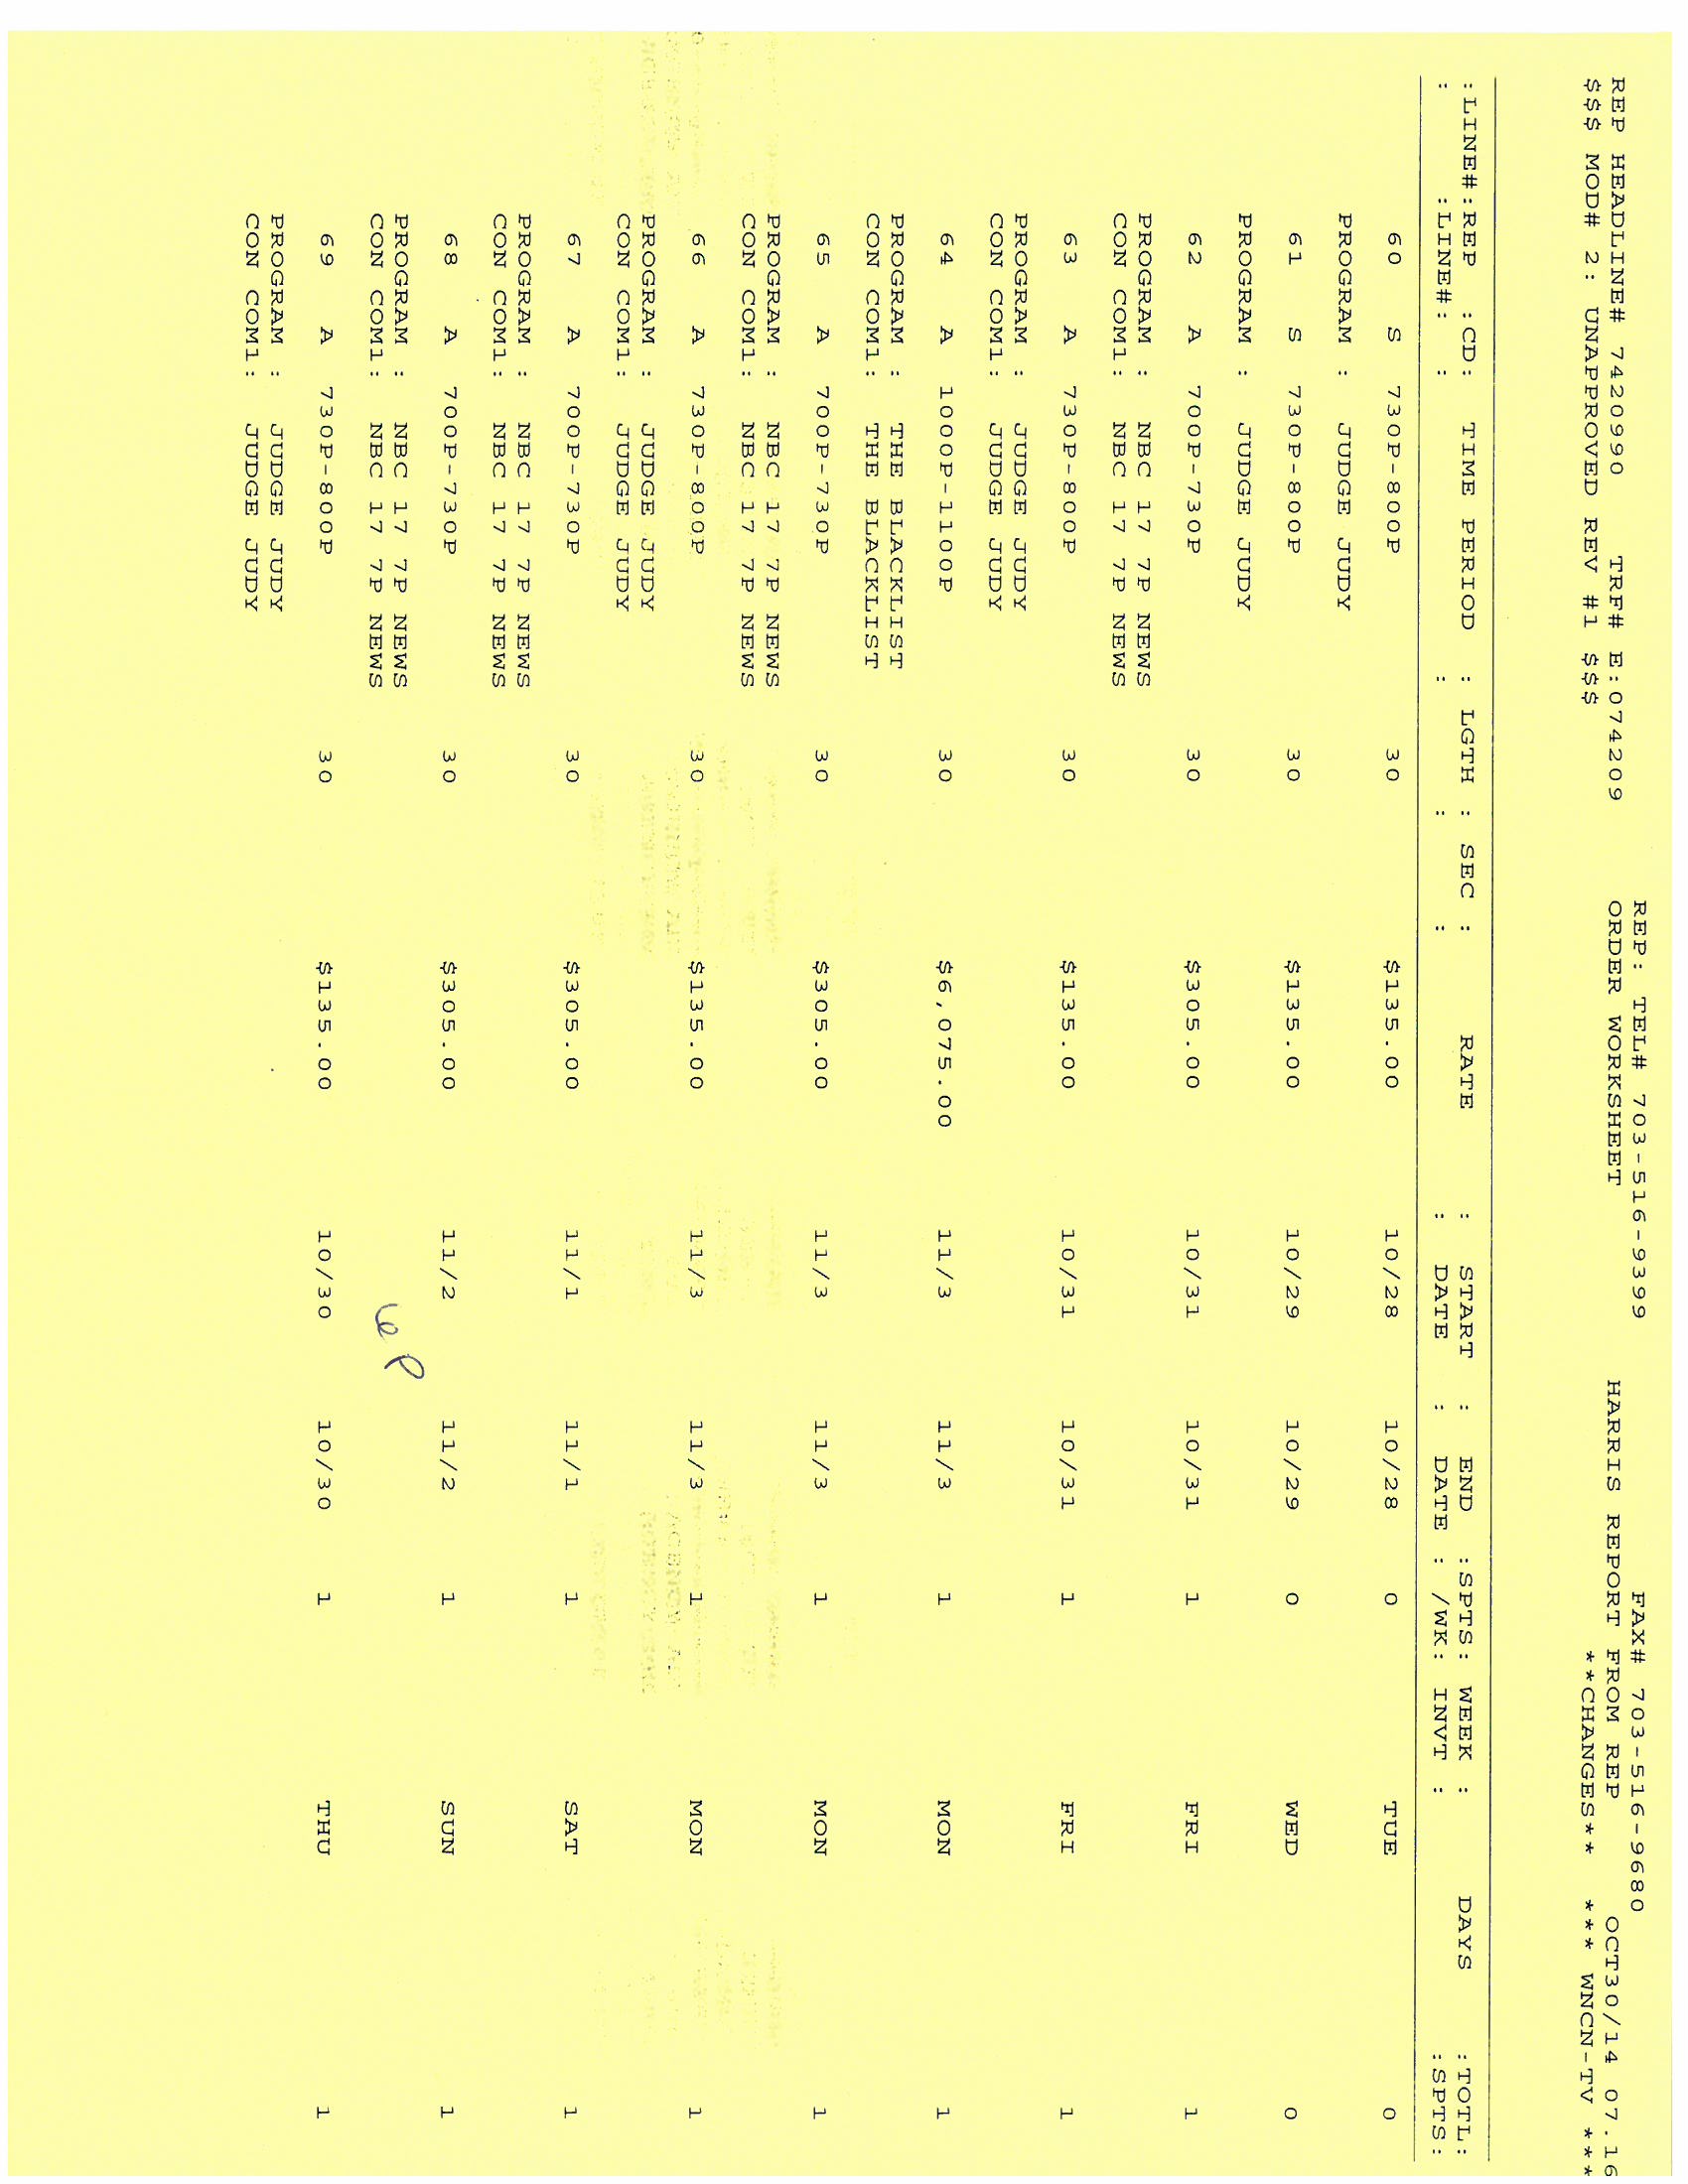 REP: TEL# 703-516-9399 FAX# 703-516-9680
REP HEADLINE# 7420990 TRF# E:074209 ORDER WORKSHEET HARRIS REPORT FROM REP OCT30/14 07.16
$$$ MOD# 2: UNAPPROVED REV #1 $$$ **CHANGES** *** WNCN-TV ***
:LINE#:REP :CD: TIME PERIOD : LGTH : SEC : RATE : START : END :SPTS: WEEK : DAYS :TOTL:
: :LINE#: : : : : DATE : DATE : /WK: INVT : :SPTS:
60 S 730P-800P 30 $135.00 10/28 10/28 0 TUE 0
PROGRAM : JUDGE JUDY
61 S 730P-800P 30 $135.00 10/29 10/29 0 WED 0
PROGRAM : JUDGE JUDY
62 A 700P-730P 30 $305.00 10/31 10/31 1 FRI 1
PROGRAM : NBC 17 7P NEWS
CON COM1: NBC 17 7P NEWS
63 A 730P-800P 30 $135.00 10/31 10/31 1 FRI 1
PROGRAM : JUDGE JUDY
CON COM1: JUDGE JUDY
64 A 1000P-1100P 30 $6,075.00 11/3 11/3 1 MON 1
PROGRAM : THE BLACKLIST
CON COM1: THE BLACKLIST
65 A 700P-730P 30 $305.00 11/3 11/3 1 MON 1
PROGRAM : NBC 17 7P NEWS
CON COM1: NBC 17 7P NEWS
66 A 730P-800P 30 $135.00 11/3 11/3 1 MON 1
PROGRAM : JUDGE JUDY
CON COM1: JUDGE JUDY
67 A 700P-730P 30 $305.00 11/1 11/1 1 SAT 1
PROGRAM : NBC 17 7P NEWS
CON COM1: NBC 17 7P NEWS
68 A 700P-730P 30 $305.00 11/2 11/2 1 SUN 1
PROGRAM : NBC 17 7P NEWS
CON COM1: NBC 17 7P NEWS
6P
69 A 730P-800P 30 $135.00 10/30 10/30 1 THU 1
PROGRAM : JUDGE JUDY
CON COM1: JUDGE JUDY